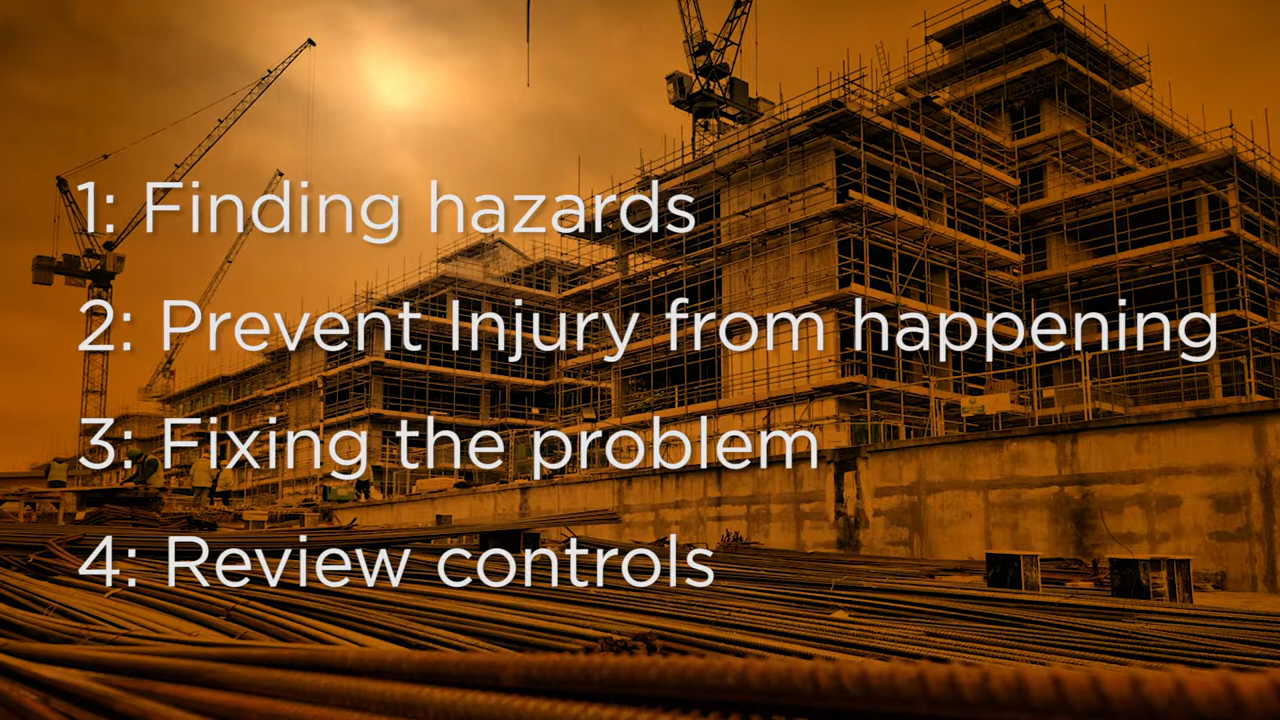 1: Finding hazards
2: Prevent Injury from happening
3: Fixing the problem
4: Review controls